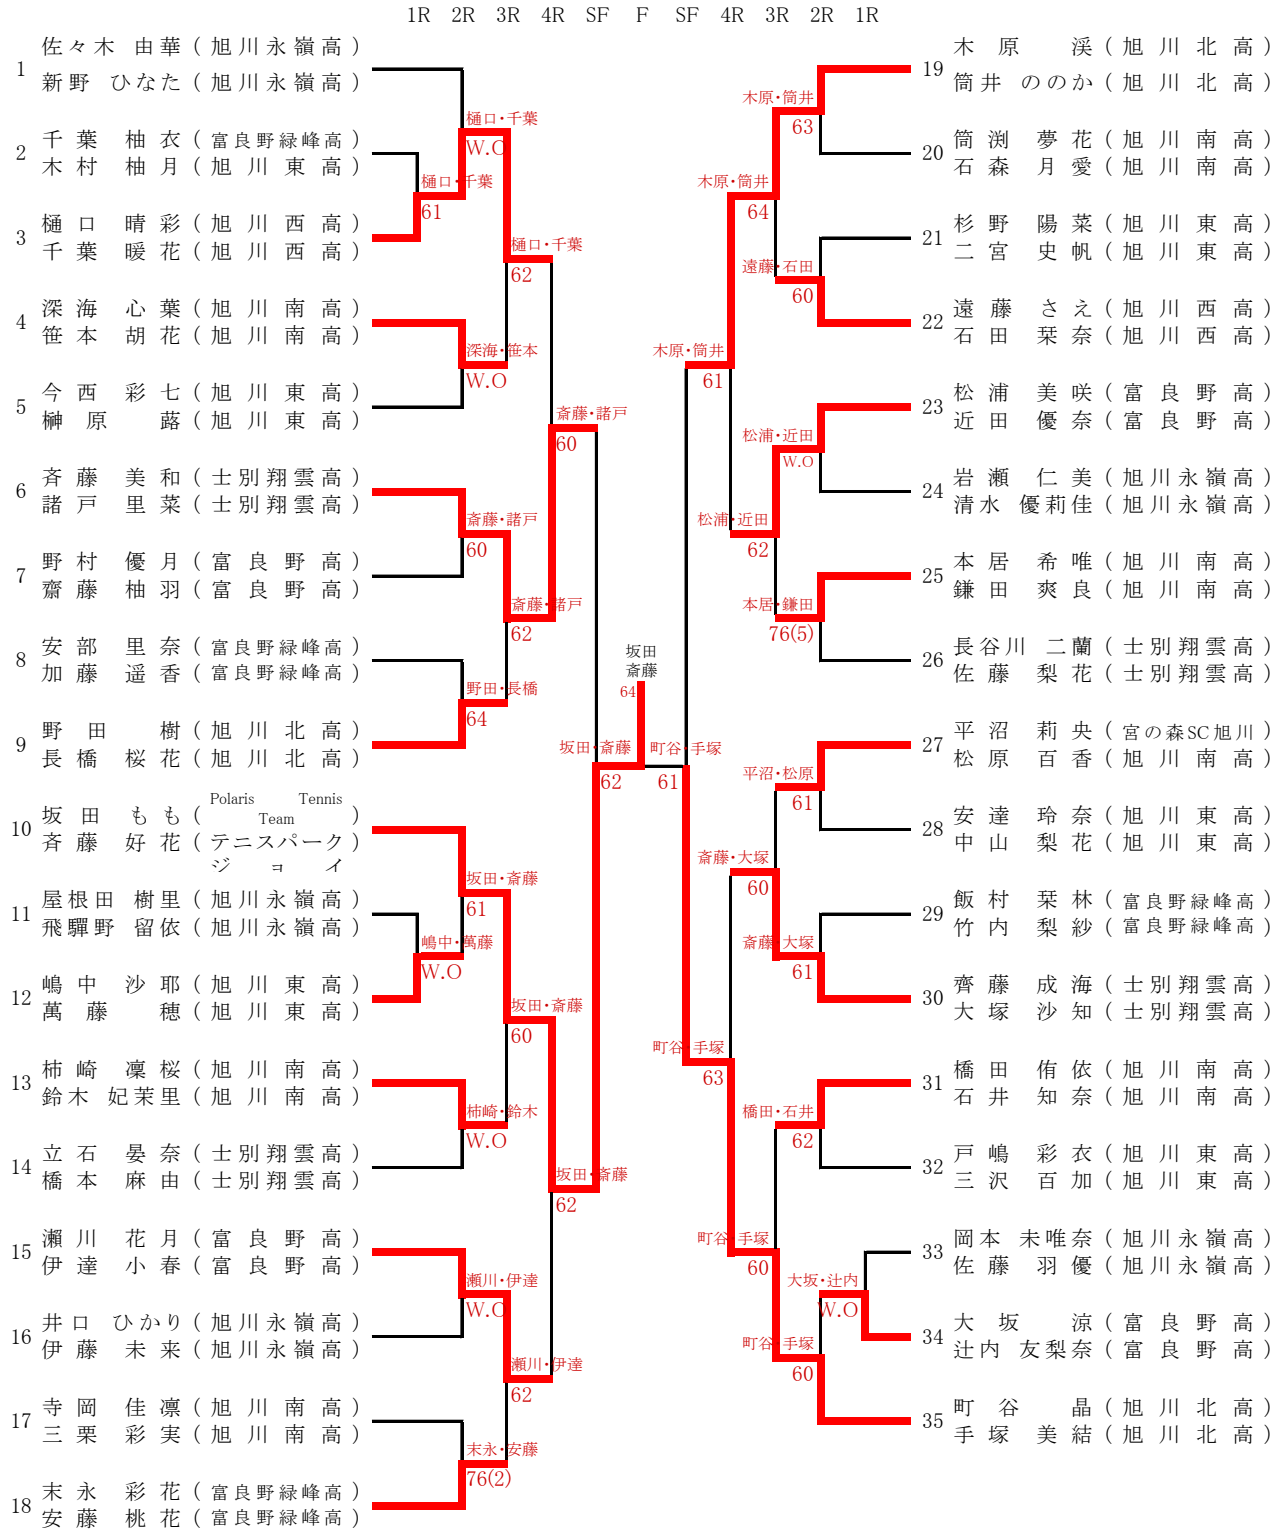 1R 2R 3R 4R SF F SF 4R 3R 2R 1R
1 佐々木 由華 ( 旭川永嶺高 )
新野 ひなた ( 旭川永嶺高 )
2 千葉 柚衣 ( 富良野緑峰高 )
木村 柚月 ( 旭川東高 )
3 樋口 晴彩 ( 旭川西高 )
千葉 暖花 ( 旭川西高 )
4 深海 心葉 ( 旭川南高 )
笹本 胡花 ( 旭川南高 )
5 今西 彩七 ( 旭川東高 )
榊原 蕗 ( 旭川東高 )
6 斉藤 美和 ( 士別翔雲高 )
諸戸 里菜 ( 士別翔雲高 )
7 野村 優月 ( 富良野高 )
齋藤 柚羽 ( 富良野高 )
8 安部 里奈 ( 富良野緑峰高 )
加藤 遥香 ( 富良野緑峰高 )
9 野田 樹 ( 旭川北高 )
長橋 桜花 ( 旭川北高 )
10 坂田 もも ( Polaris Tennis Team )
斉藤 好花 ( テニスパークジョイ )
11 屋根田 樹里 ( 旭川永嶺高 )
飛驒野 留依 ( 旭川永嶺高 )
12 嶋中 沙耶 ( 旭川東高 )
萬藤 穂 ( 旭川東高 )
13 柿崎 凜桜 ( 旭川南高 )
鈴木 妃茉里 ( 旭川南高 )
14 立石 晏奈 ( 士別翔雲高 )
橋本 麻由 ( 士別翔雲高 )
15 瀬川 花月 ( 富良野高 )
伊達 小春 ( 富良野高 )
16 井口 ひかり ( 旭川永嶺高 )
伊藤 未来 ( 旭川永嶺高 )
17 寺岡 佳凛 ( 旭川南高 )
三栗 彩実 ( 旭川南高 )
18 末永 彩花 ( 富良野緑峰高 )
安藤 桃花 ( 富良野緑峰高 )
樋口・千葉
W.O
樋口・千葉
61
樋口・千葉
62
深海・笹本
W.O
斎藤・諸戸
60
斎藤・諸戸
60
斎藤・諸戸
62
野田・長橋
64
坂田・斎藤
62
坂田・斎藤
61
嶋中・萬藤
W.O
坂田・斎藤
60
柿崎・鈴木
W.O
坂田・斎藤
62
瀬川・伊達
W.O
瀬川・伊達
62
末永・安藤
76(2)
坂田
斎藤
64
木原・筒井
63
木原・筒井
64
遠藤・石田
60
木原・筒井
61
松浦・近田
W.O
松浦・近田
62
本居・鎌田
76(5)
町谷・手塚
61
平沼・松原
61
斎藤・大塚
60
斎藤・大塚
61
町谷・手塚
63
橋田・石井
62
町谷・手塚
60
大坂・辻内
W.O
町谷・手塚
60
19 木原 渓 ( 旭川北高 )
筒井 ののか ( 旭川北高 )
20 筒渕 夢花 ( 旭川南高 )
石森 月愛 ( 旭川南高 )
21 杉野 陽菜 ( 旭川東高 )
二宮 史帆 ( 旭川東高 )
22 遠藤 さえ ( 旭川西高 )
石田 栞奈 ( 旭川西高 )
23 松浦 美咲 ( 富良野高 )
近田 優奈 ( 富良野高 )
24 岩瀬 仁美 ( 旭川永嶺高 )
清水 優莉佳 ( 旭川永嶺高 )
25 本居 希唯 ( 旭川南高 )
鎌田 爽良 ( 旭川南高 )
26 長谷川 二蘭 ( 士別翔雲高 )
佐藤 梨花 ( 士別翔雲高 )
27 平沼 莉央 ( 宮の森SC旭川 )
松原 百香 ( 旭川南高 )
28 安達 玲奈 ( 旭川東高 )
中山 梨花 ( 旭川東高 )
29 飯村 栞林 ( 富良野緑峰高 )
竹内 梨紗 ( 富良野緑峰高 )
30 齊藤 成海 ( 士別翔雲高 )
大塚 沙知 ( 士別翔雲高 )
31 橋田 侑依 ( 旭川南高 )
石井 知奈 ( 旭川南高 )
32 戸嶋 彩衣 ( 旭川東高 )
三沢 百加 ( 旭川東高 )
33 岡本 未唯奈 ( 旭川永嶺高 )
佐藤 羽優 ( 旭川永嶺高 )
34 大坂 涼 ( 富良野高 )
辻内 友梨奈 ( 富良野高 )
35 町谷 晶 ( 旭川北高 )
手塚 美結 ( 旭川北高 )